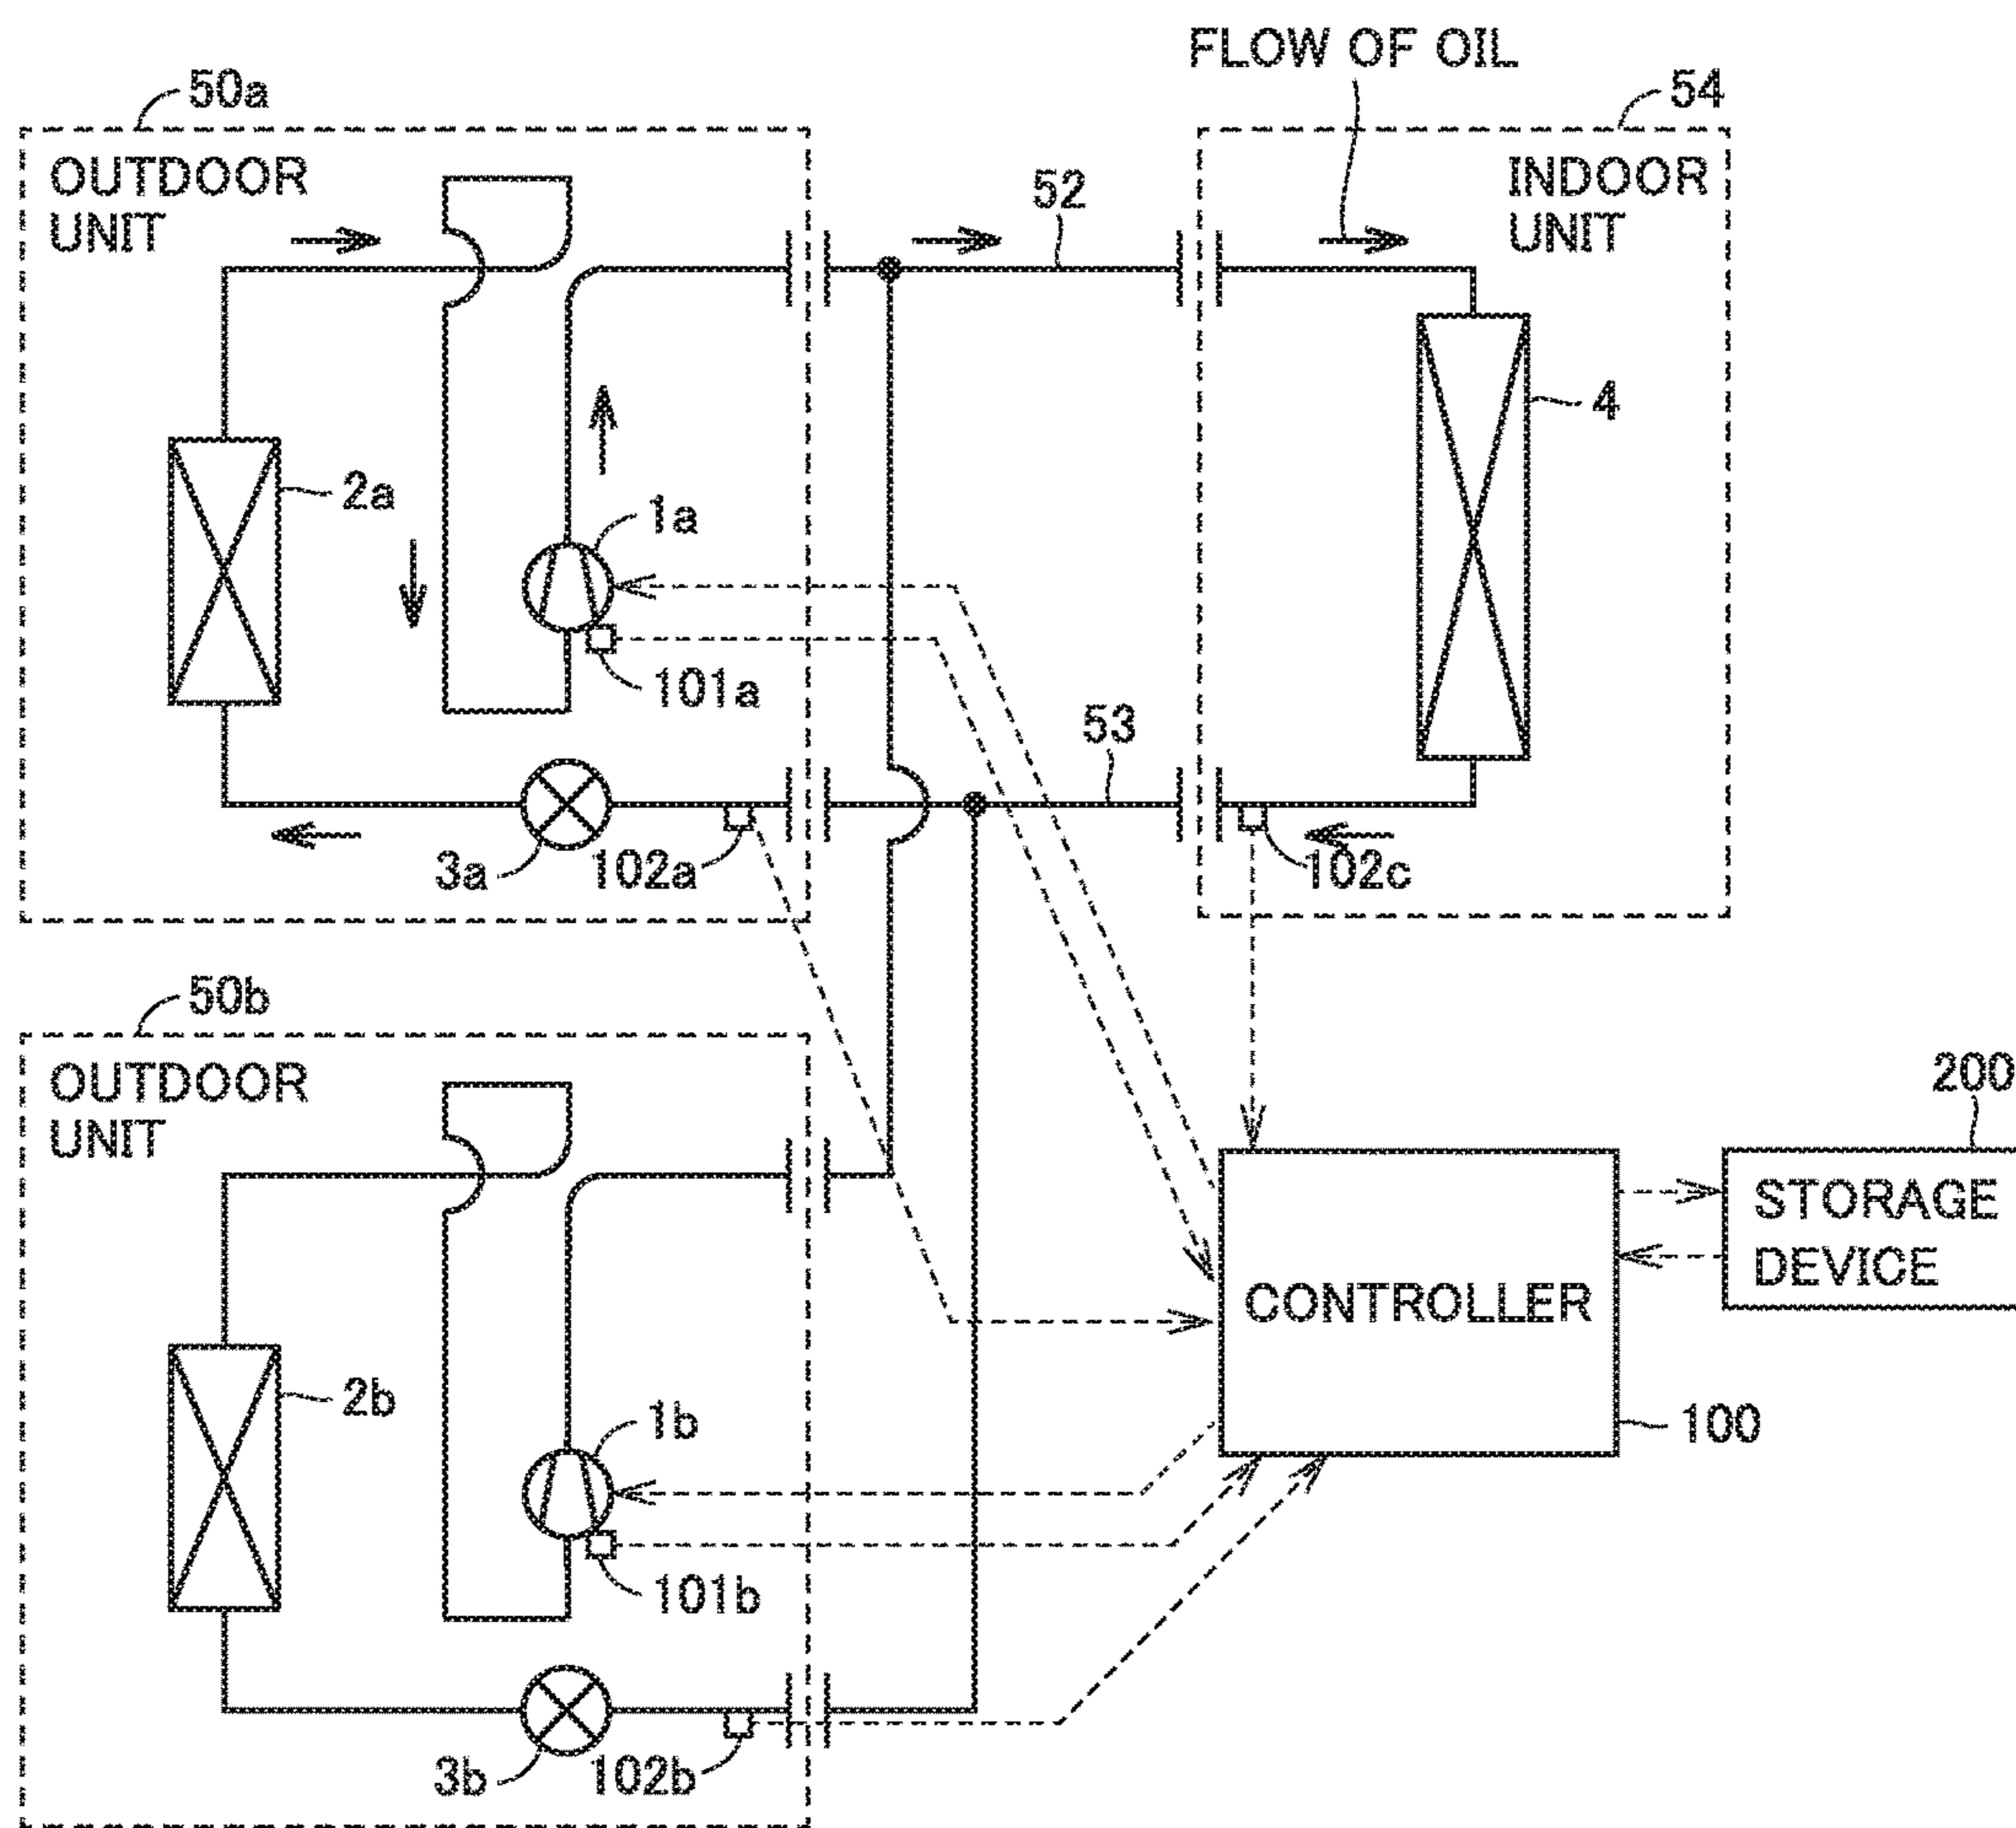 FLOW OF OIL
50a
54
OUTDOOR
UNIT
52
INDOOR
UNIT
4
2a
1a
101a
53
3a
102a
102c
50b
OUTDOOR
UNIT
200
STORAGE
DEVICE
CONTROLLER
2b
1b
100
101b
3b
102b